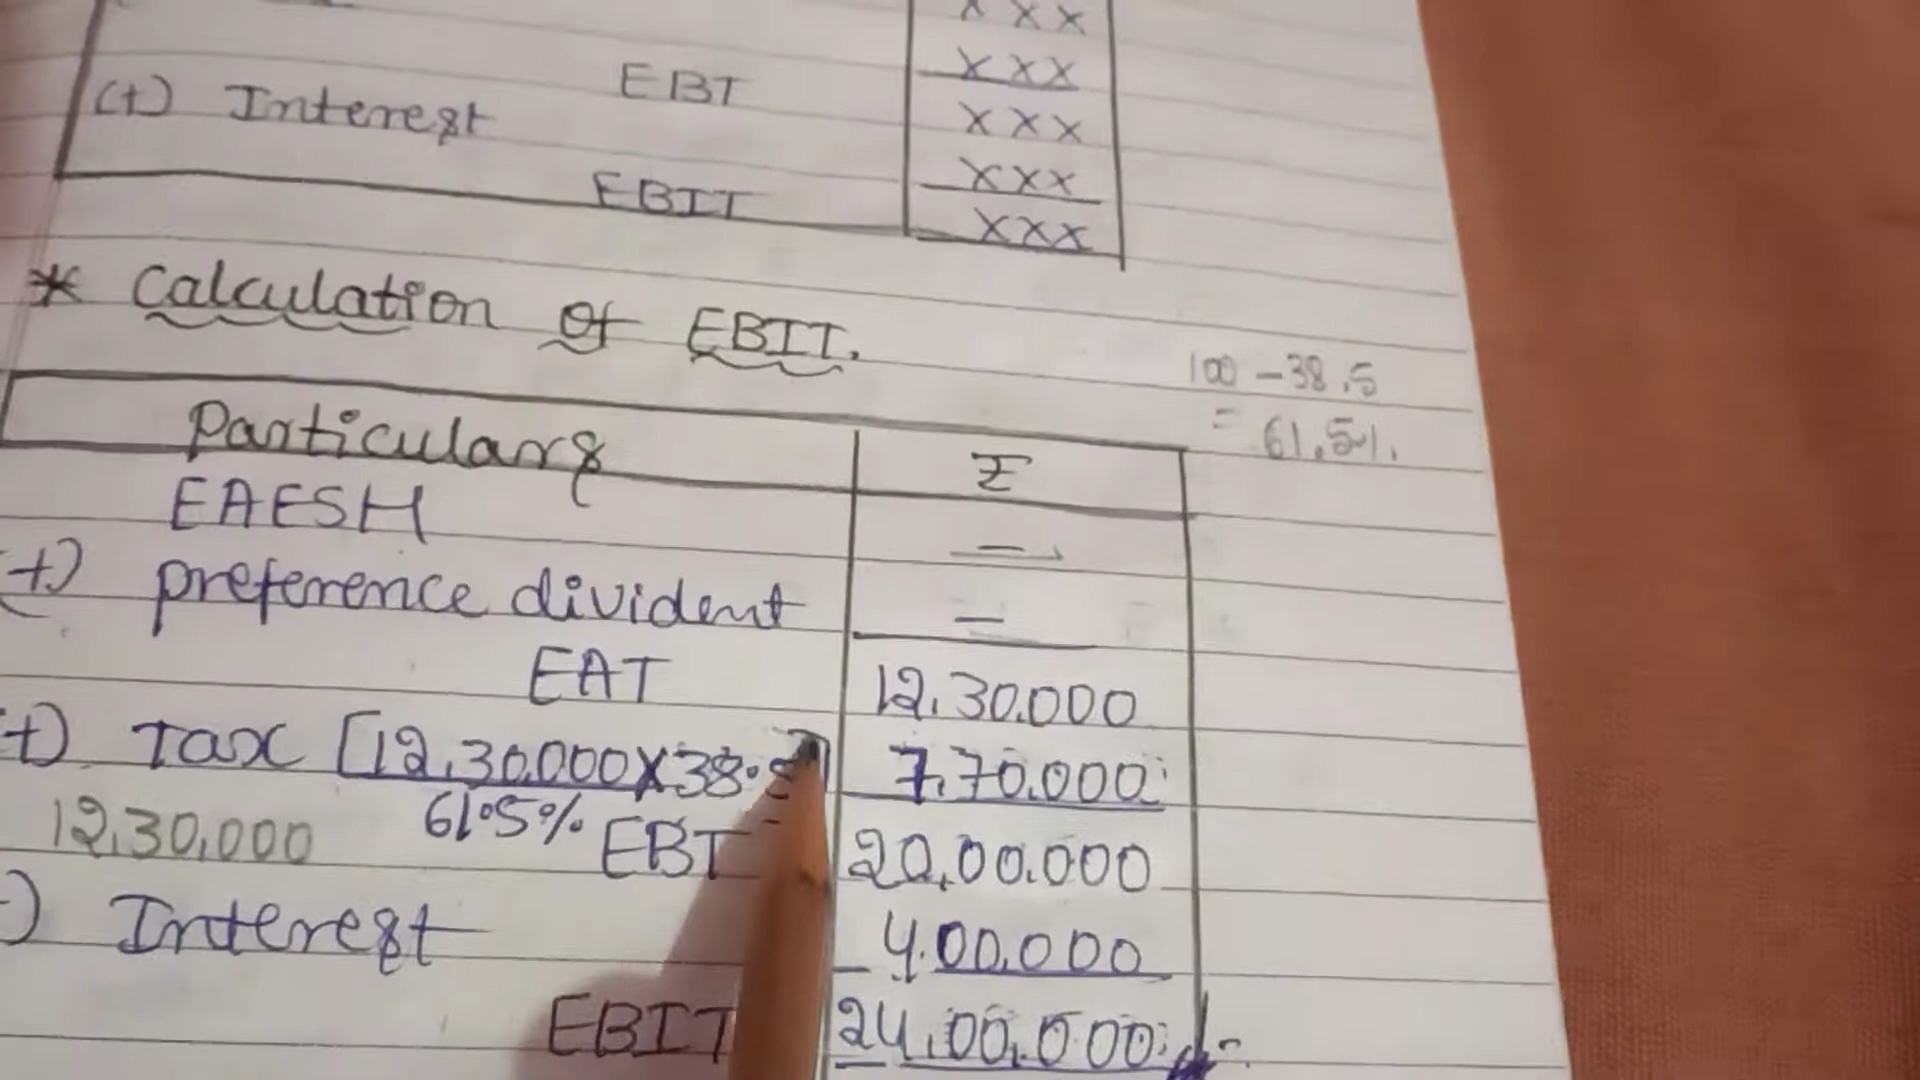 XXX
EBT XXX
(+) Interest XXX
XXX
EBIT XXX
* Calculation of EBIT.
100 - 38.5
= 61.5%.
Particulars ₹
EAESH —
(+) preference divident —
EAT 12,30,000
(+) Tax [12,30,000X38.5 7,70,000
61.5%
12,30,000 EBT 20,00,000
Interest 4,00,000
EBIT 24,00,000